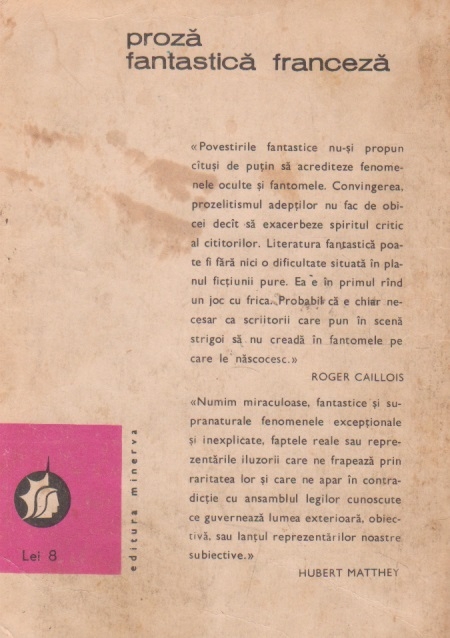 proză
fantastică franceză
«Povestirile fantastice nu-și propun
cîtuși de puțin să acrediteze fenome-
nele oculte și fantomele. Convingerea,
prozelitismul adepților nu fac de obi-
cei decît să exacerbeze spiritul critic
al cititorilor. Literatura fantastică poa-
te fi fără nici o dificultate situată în pla-
nul ficțiunii pure. Ea e în primul rînd
un joc cu frica. Probabil că e chiar ne-
cesar ca scriitorii care pun în scenă
strigoi să nu creadă în fantomele pe
care le născocesc.»
ROGER CAILLOIS
«Numim miraculoase, fantastice și su-
pranaturale fenomenele excepționale
și inexplicate, faptele reale sau repre-
zentările iluzorii care ne frapează prin
raritatea lor și care ne apar în contra-
dicție cu ansamblul legilor cunoscute
ce guvernează lumea exterioară, obiec-
tivă, sau lanțul reprezentărilor noastre
subiective.»
HUBERT MATTHEY
editura minerva
Lei 8